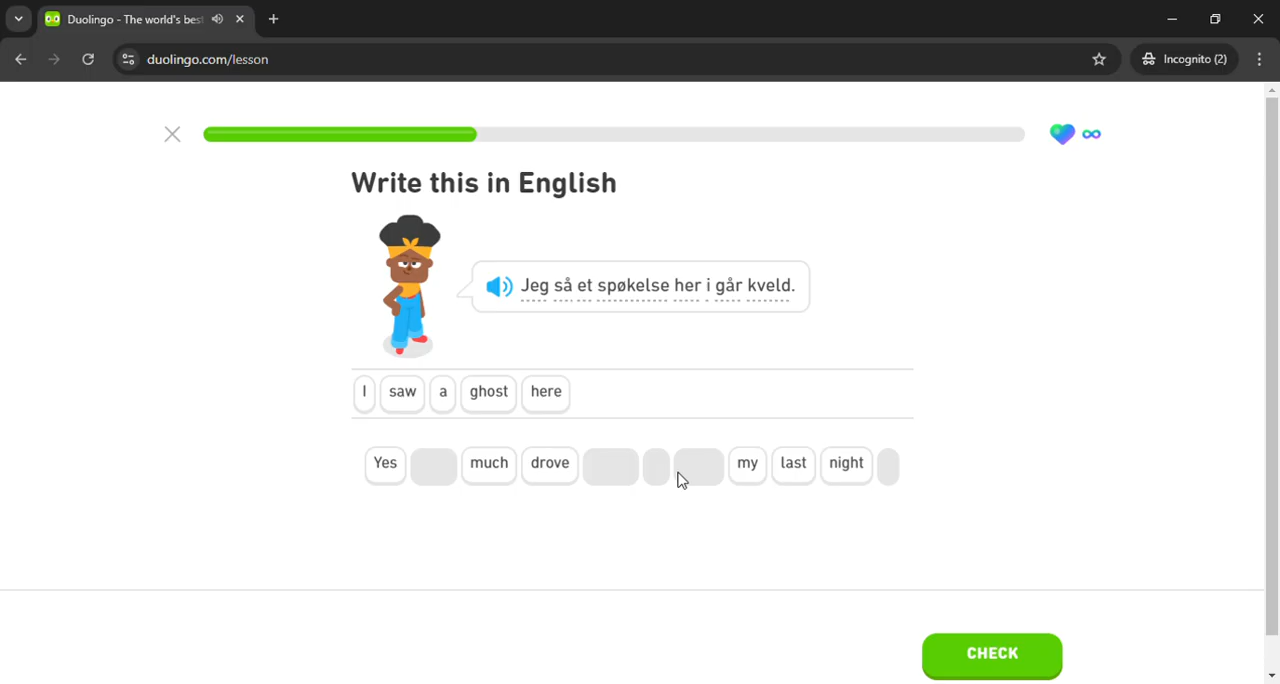 Duolingo - The world's bes
duolingo.com/lesson
Incognito (2)
Write this in English
Jeg så et spøkelse her i går kveld.
I saw a ghost here
Yes much drove my last night
CHECK